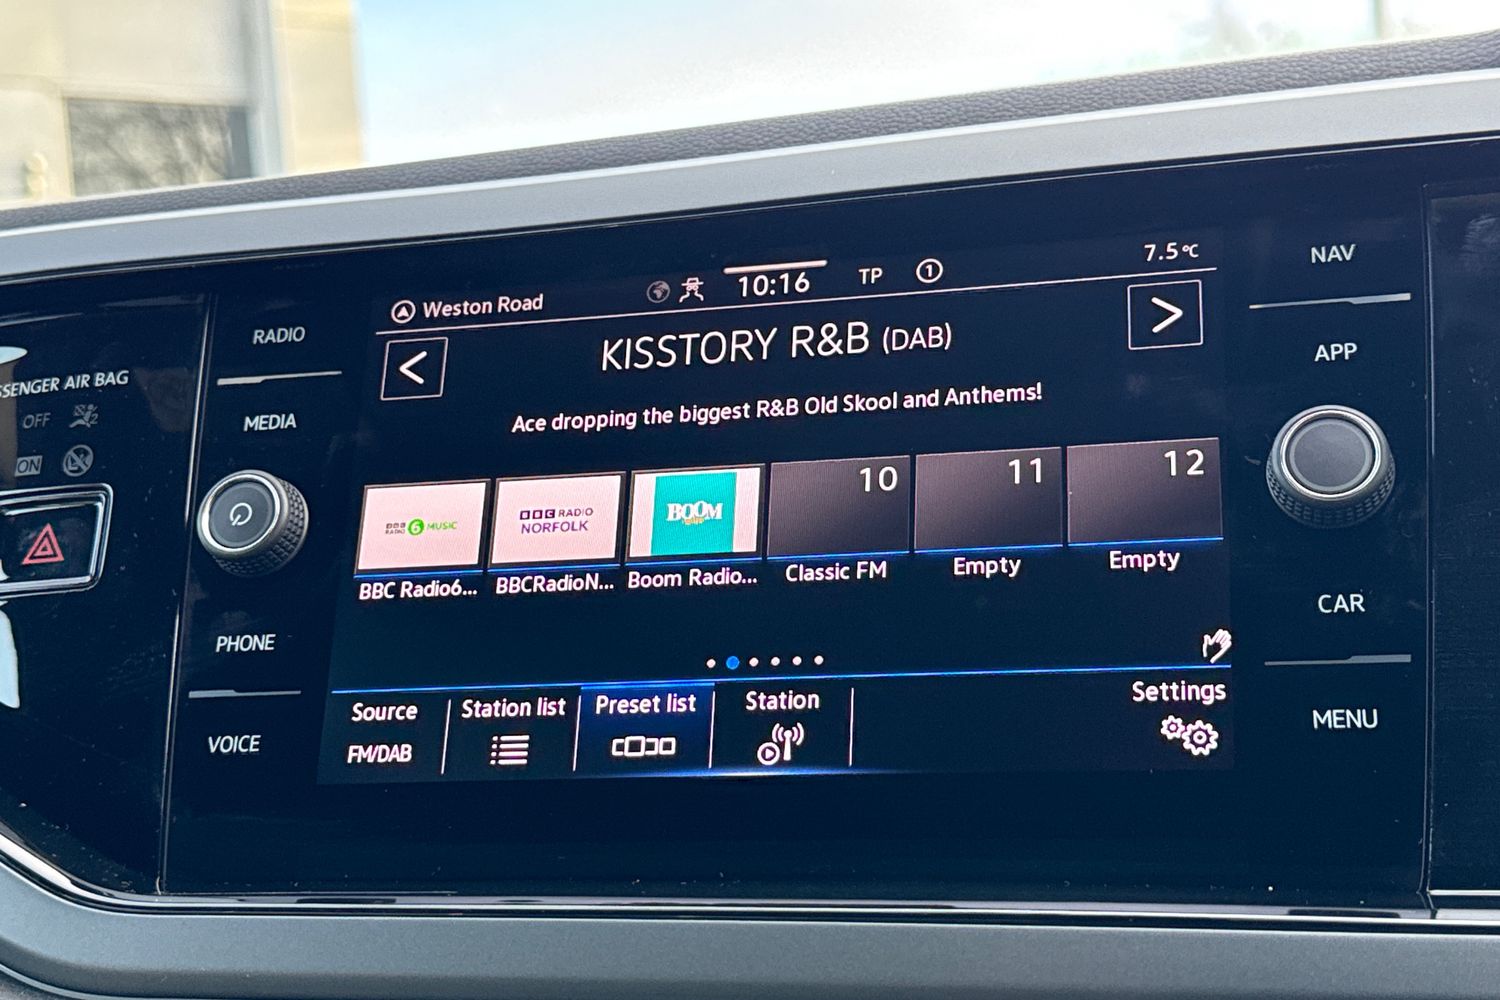 Weston Road
10:16
TP
1
7.5°C
<
KISSTORY R&B (DAB)
>
Ace dropping the biggest R&B Old Skool and Anthems!
BBC RADIO 6 MUSIC
BBC RADIO NORFOLK
BOOM
10
11
12
BBC Radio6...
BBCRadioN...
Boom Radio...
Classic FM
Empty
Empty
Source
FM/DAB
Station list
Preset list
Station
Settings
RADIO
MEDIA
PHONE
VOICE
NAV
APP
CAR
MENU
SSENGER AIR BAG
OFF
ON